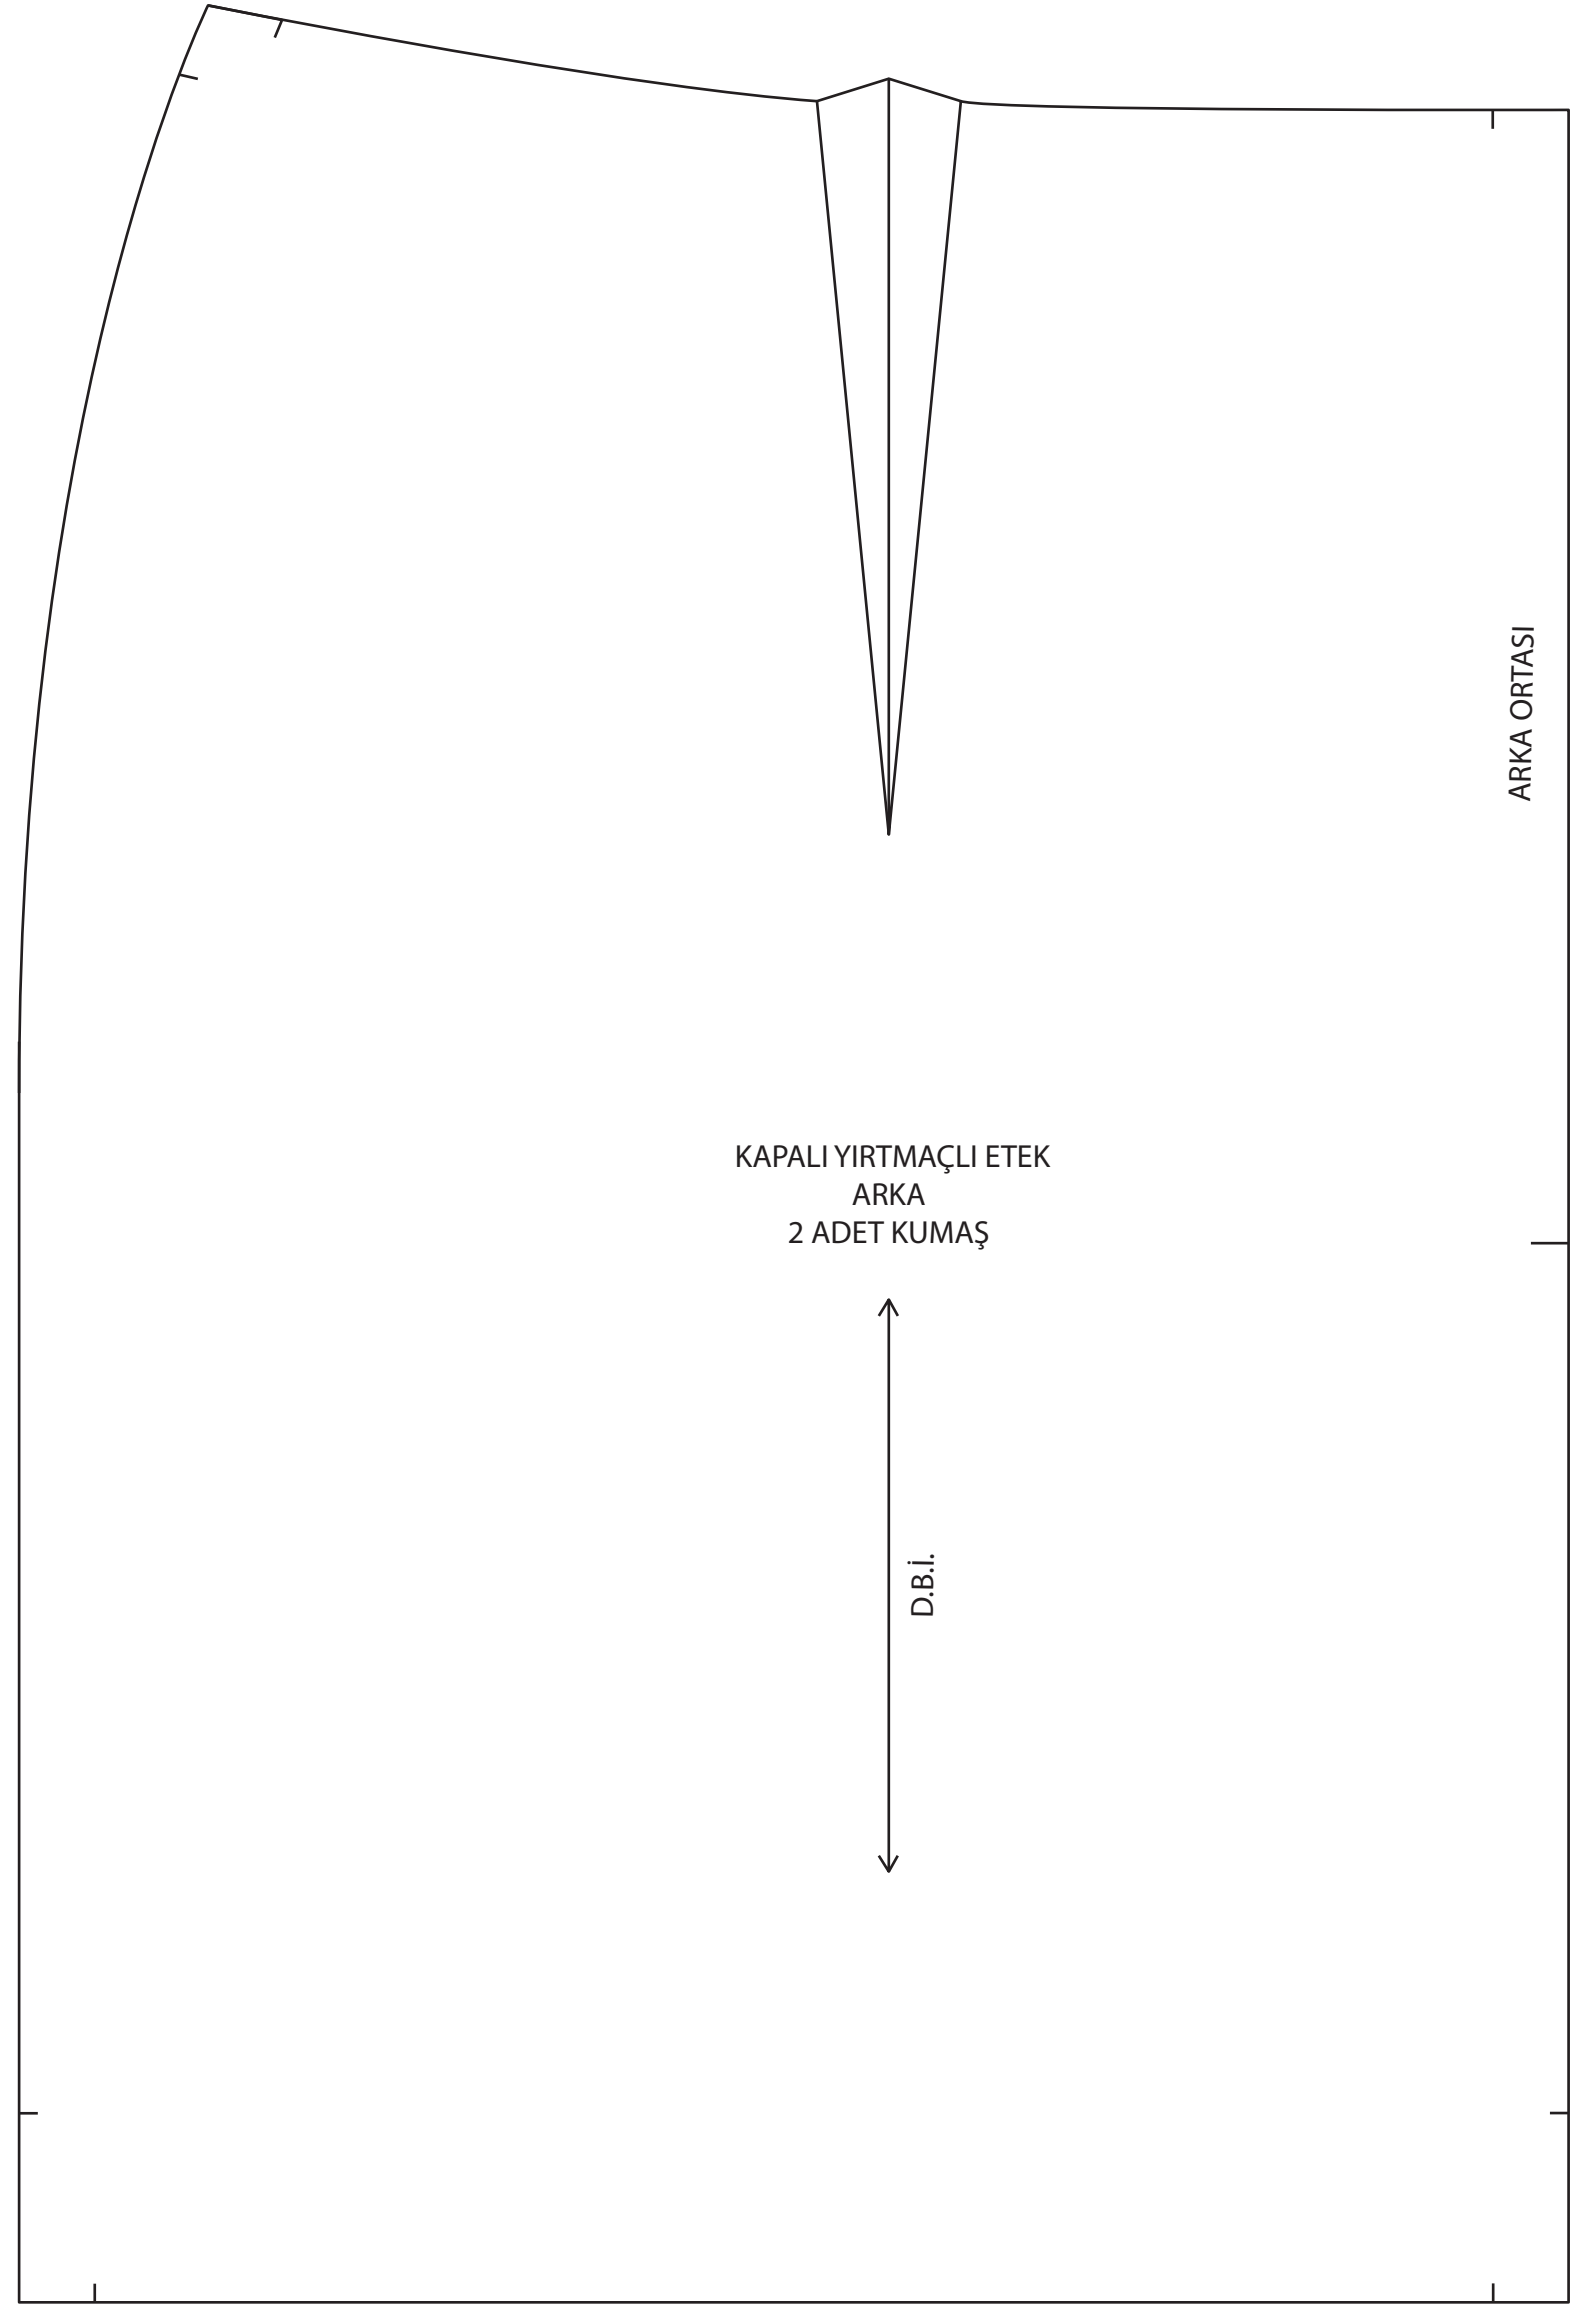 ARKA ORTASI
KAPALI YIRTMAÇLI ETEK
ARKA
2 ADET KUMAŞ
D.B.İ.